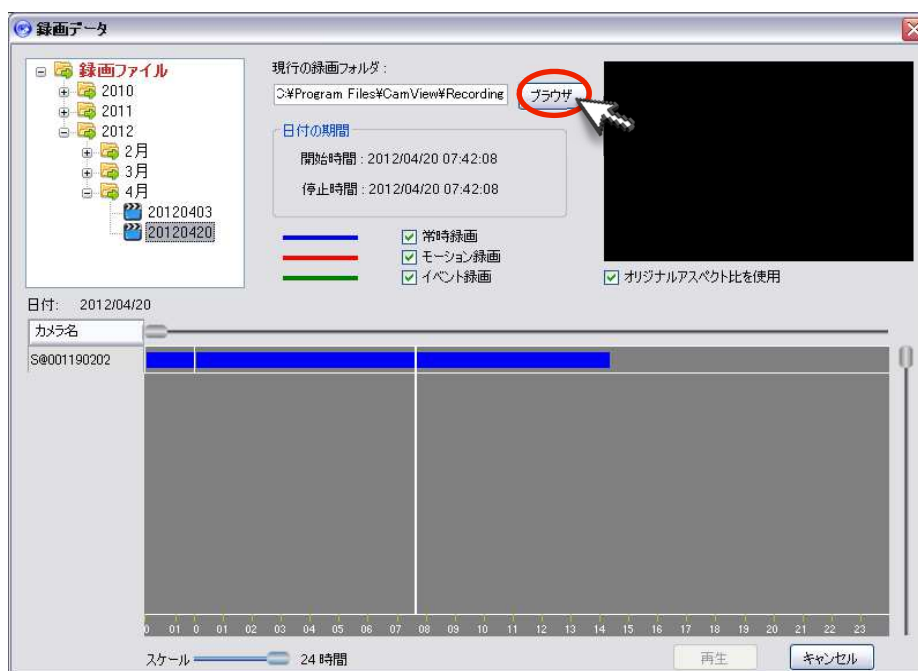 録画データ
録画ファイル
2010
2011
2012
2月
3月
4月
20120403
20120420
現行の録画フォルダ :
C:¥Program Files¥CamView¥Recording
ブラウザ
日付の期間
開始時間 : 2012/04/20 07:42:08
停止時間 : 2012/04/20 07:42:08
常時録画
モーション録画
イベント録画
オリジナルアスペクト比を使用
日付: 2012/04/20
カメラ名
S@001190202
0 01 0 01 02 03 04 05 06 07 08 09 10 11 12 13 14 15 16 17 18 19 20 21 22 23
スケール 24 時間
再生
キャンセル